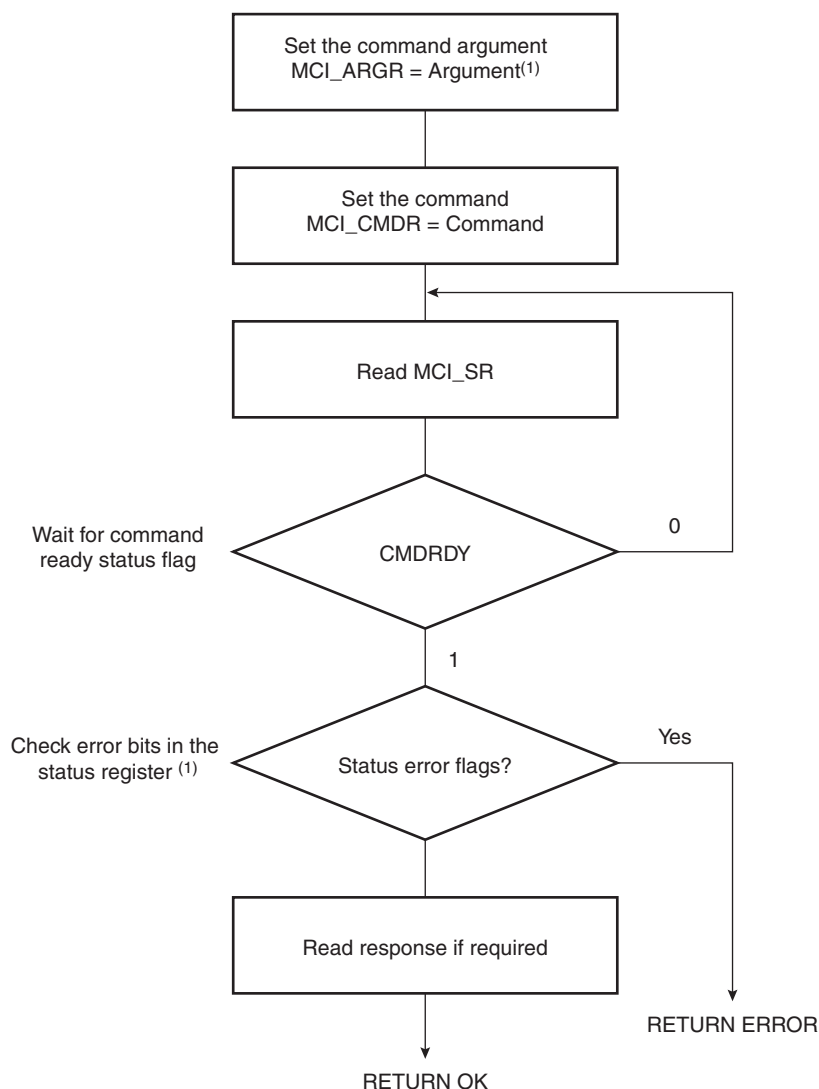 Set the command argument
MCI_ARGR = Argument(1)
Set the command
MCI_CMDR = Command
Read MCI_SR
Wait for command
ready status flag
CMDRDY
0
1
Check error bits in the
status register (1)
Status error flags?
Yes
Read response if required
RETURN ERROR
RETURN OK